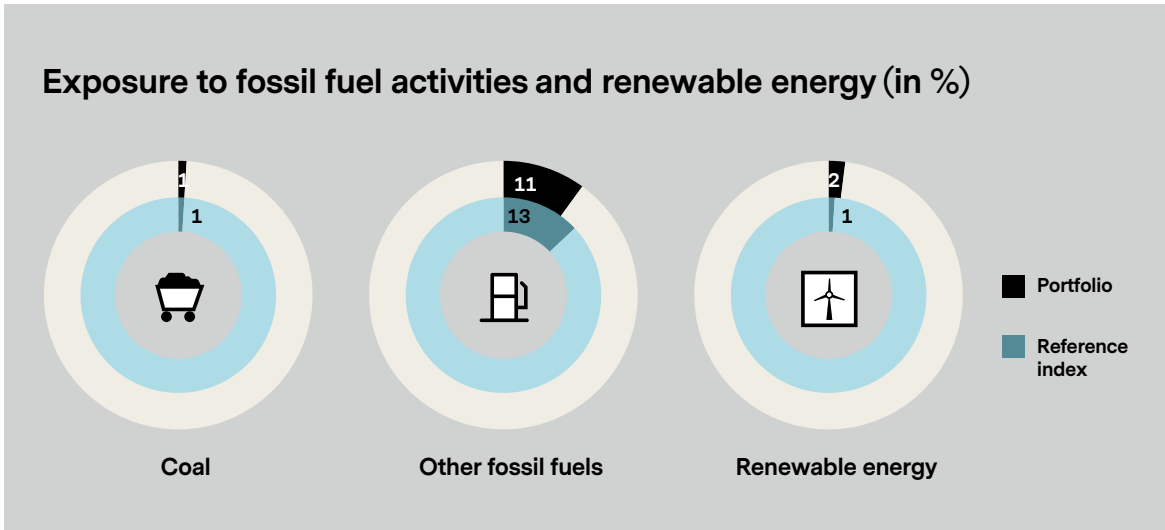 Exposure to fossil fuel activities and renewable energy (in %)
1
1
11
13
2
1
Portfolio
Reference
index
Coal
Other fossil fuels
Renewable energy